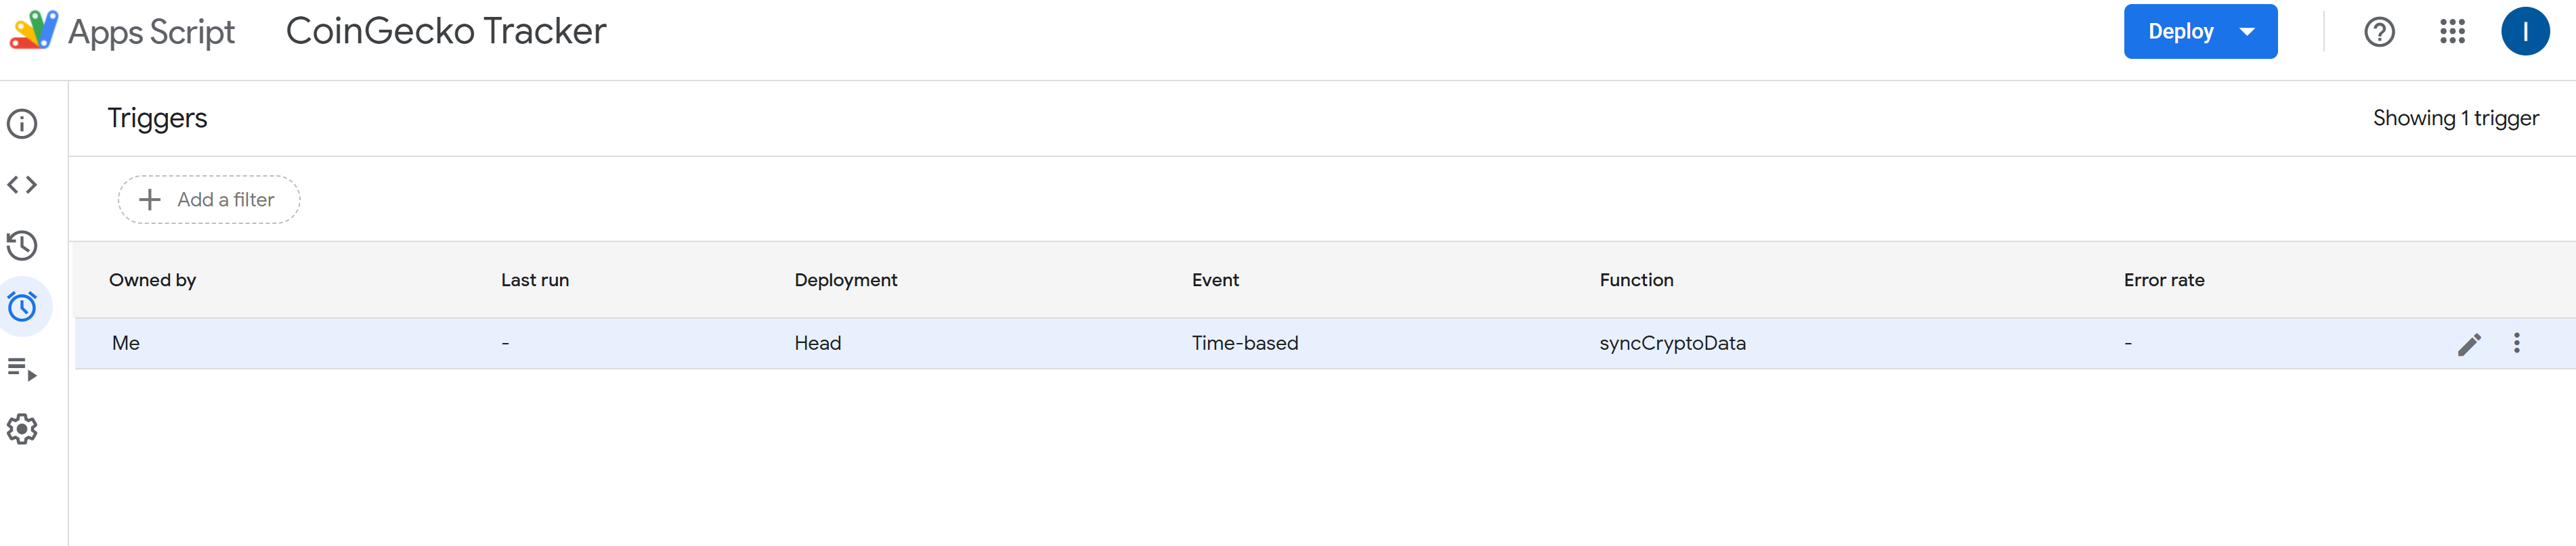 Apps Script CoinGecko Tracker Deploy I
Triggers Showing 1 trigger
Add a filter
Owned by Last run Deployment Event Function Error rate
Me - Head Time-based syncCryptoData -